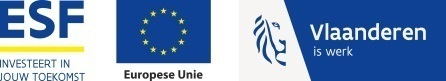 ESF
INVESTEERT IN
JOUW TOEKOMST
Europese Unie
Vlaanderen
is werk